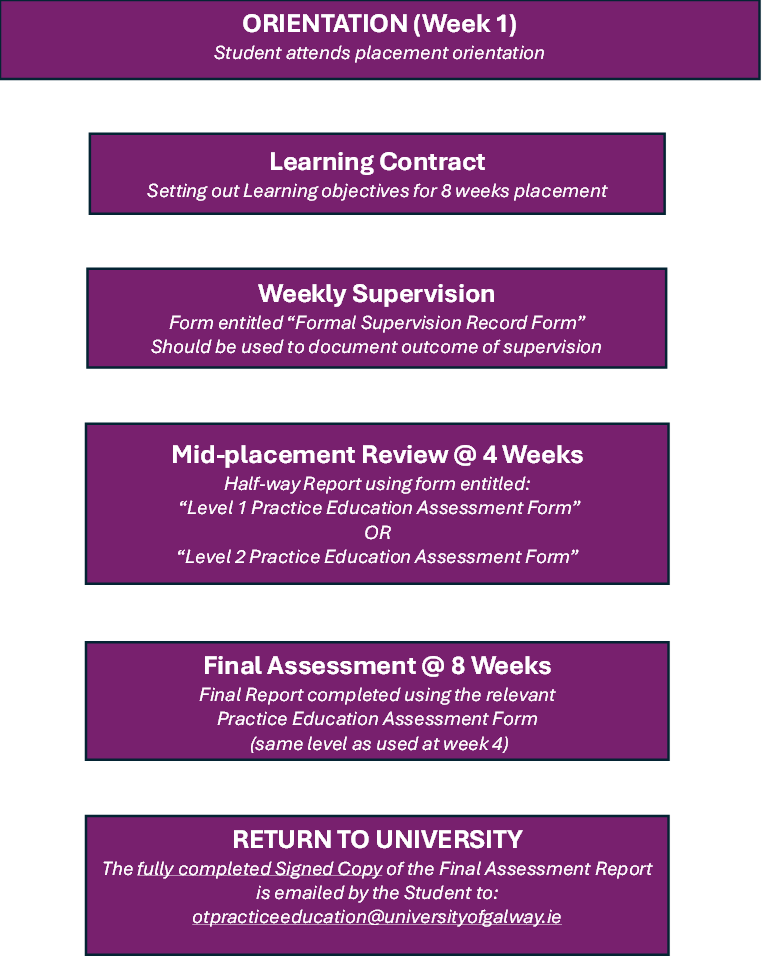 ORIENTATION (Week 1)
Student attends placement orientation
Learning Contract
Setting out Learning objectives for 8 weeks placement
Weekly Supervision
Form entitled “Formal Supervision Record Form”
Should be used to document outcome of supervision
Mid-placement Review @ 4 Weeks
Half-way Report using form entitled:
“Level 1 Practice Education Assessment Form”
OR
“Level 2 Practice Education Assessment Form”
Final Assessment @ 8 Weeks
Final Report completed using the relevant
Practice Education Assessment Form
(same level as used at week 4)
RETURN TO UNIVERSITY
The fully completed Signed Copy of the Final Assessment Report
is emailed by the Student to:
otpracticeeducation@universityofgalway.ie